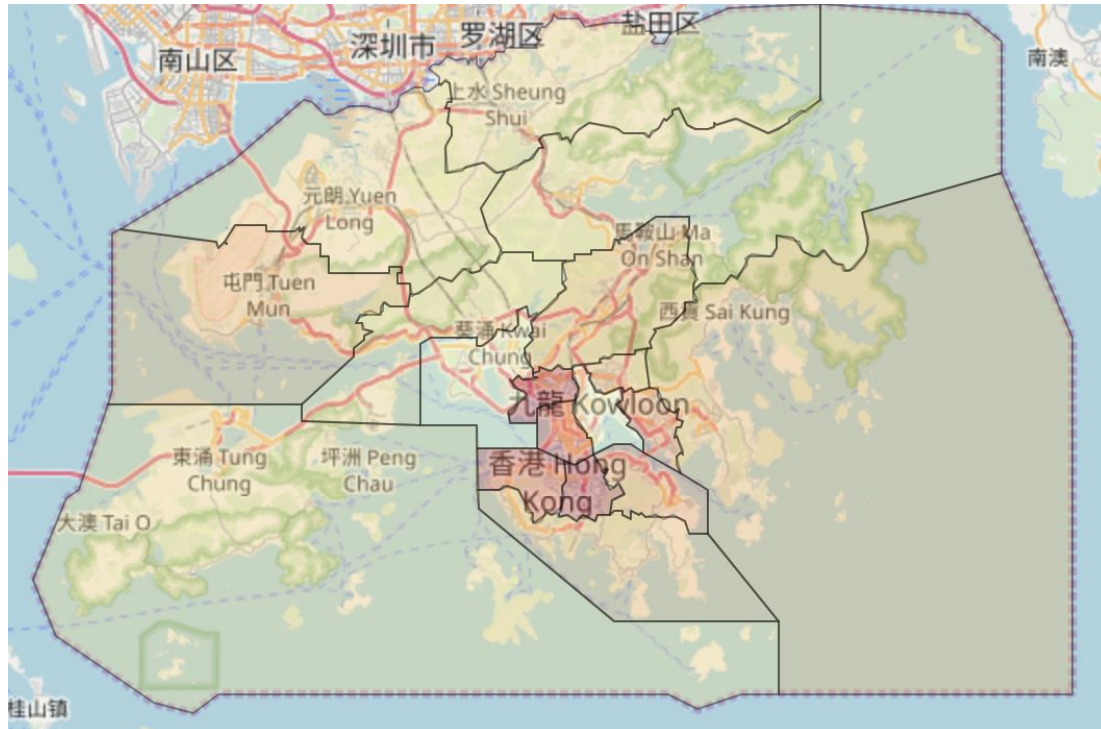 盐田区
罗湖区
深圳市
南山区
南澳
上水 Sheung
Shui
元朗 Yuen
Long
馬鞍山 Ma
On Shan
屯門 Tuen
Mun
西貢 Sai Kung
葵涌 Kwai
Chung
九龍 Kowloon
東涌 Tung
Chung
坪洲 Peng
Chau
香港 Hong
Kong
大澳 Tai O
桂山镇